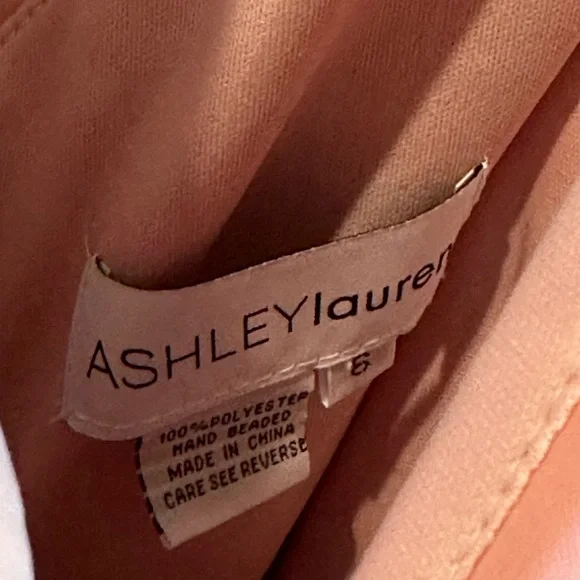 ASHLEYlauren
6
100%POLYESTER
HAND BEADED
MADE IN CHINA
CARE SEE REVERSE